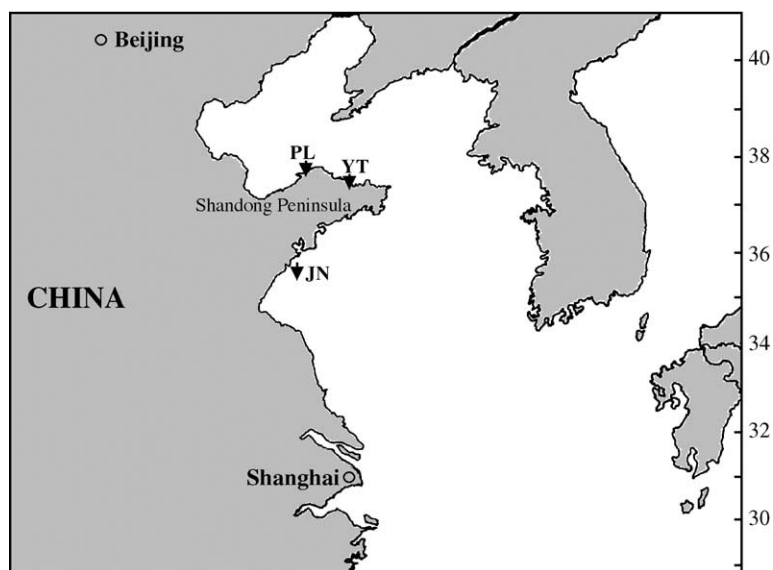 Beijing
40
PL
YT
38
Shandong Peninsula
36
JN
CHINA
34
32
Shanghai
30